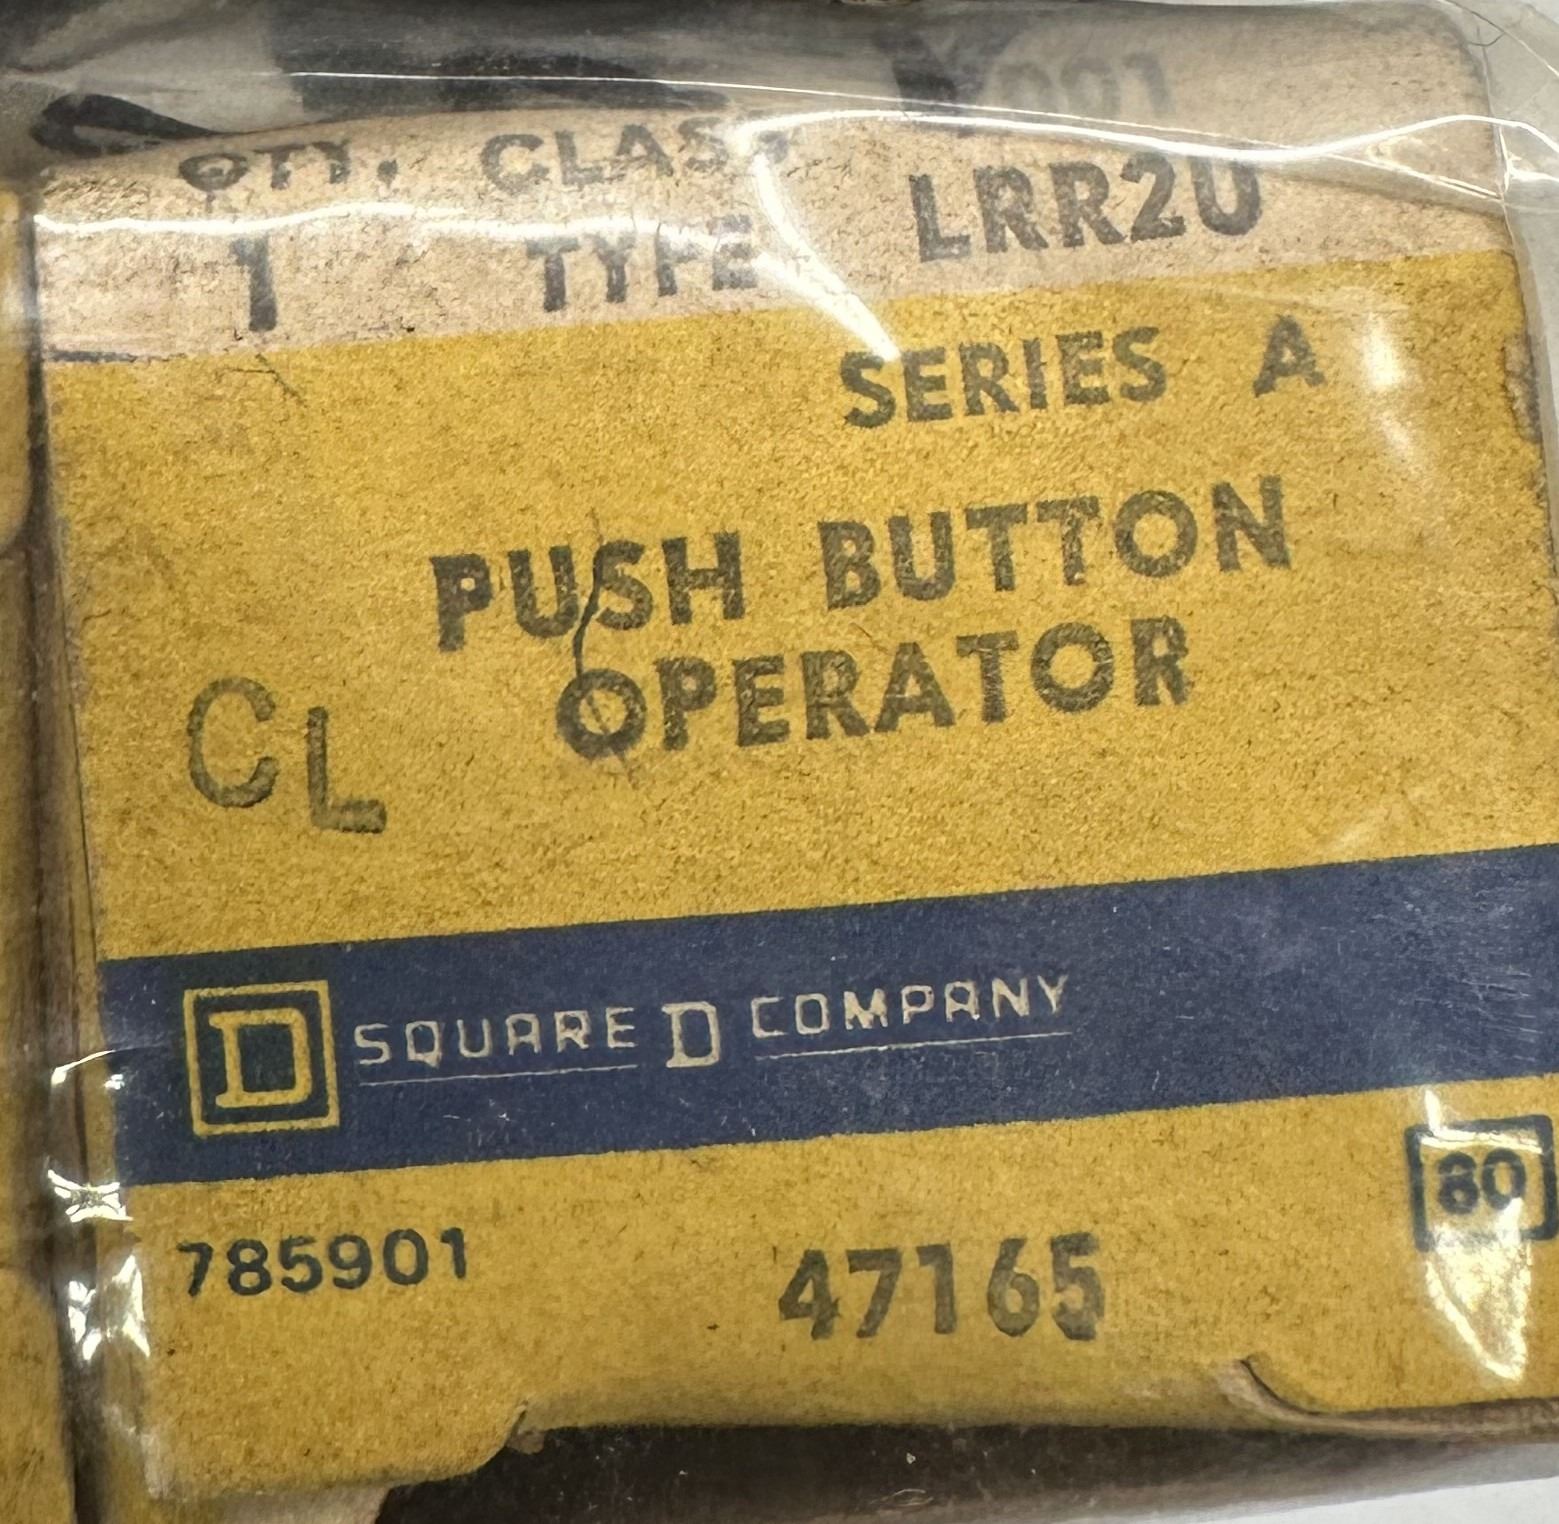 QTY. CLASS
1 TYPE LRR2U
SERIES A
PUSH BUTTON
OPERATOR
CL
D SQUARE D COMPANY
80
785901 47165